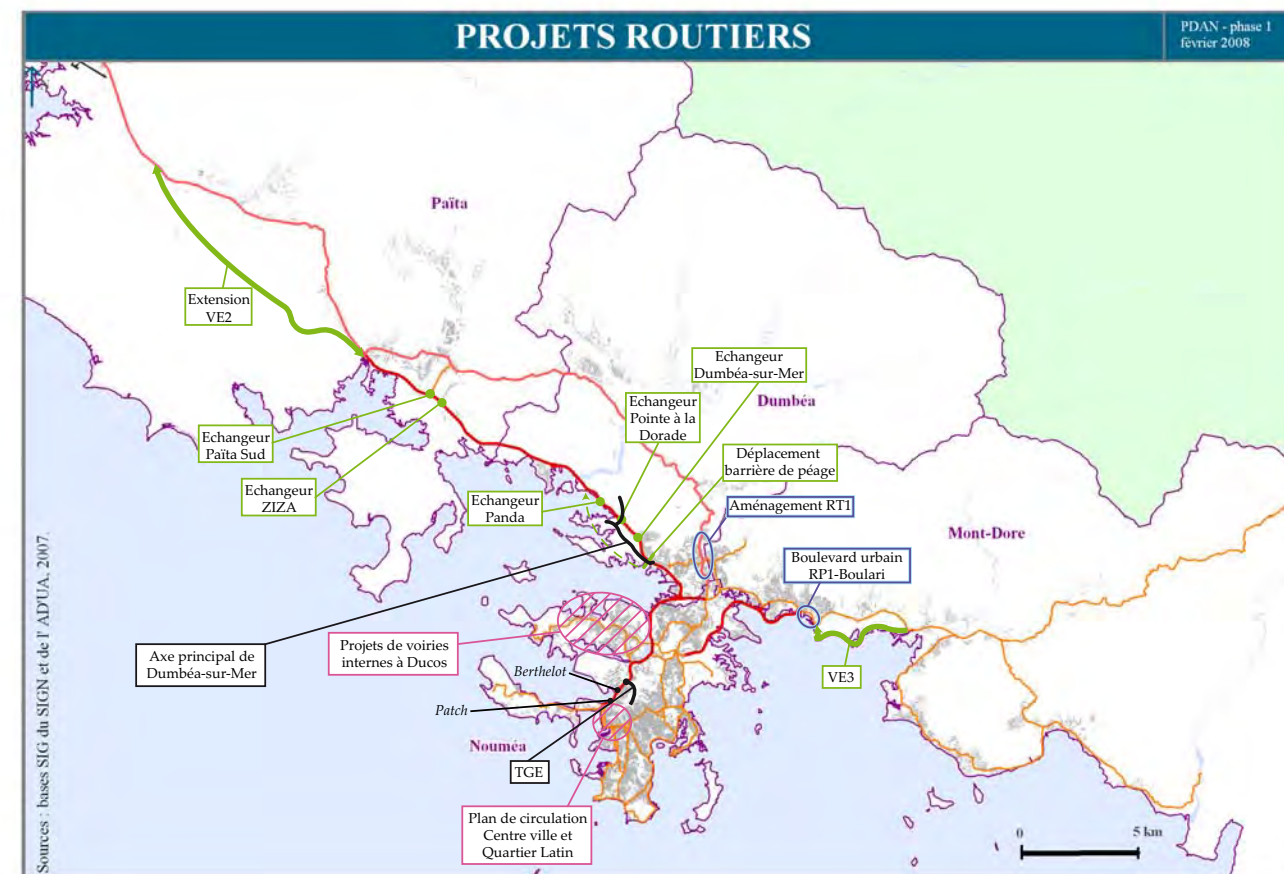 PROJETS ROUTIERS
PDAN - phase 1
février 2008
Païta
Extension
VE2
Echangeur
Dumbéa-sur-Mer
Echangeur
Pointe à la
Dorade
Dumbéa
Echangeur
Païta Sud
Déplacement
barrière de péage
Echangeur
ZIZA
Echangeur
Panda
Aménagement RT1
Mont-Dore
Boulevard urbain
RP1-Boulari
Axe principal de
Dumbéa-sur-Mer
Projets de voiries
internes à Ducos
Berthelot
VE3
Patch
Nouméa
TGE
Plan de circulation
Centre ville et
Quartier Latin
0 5 km
Sources : bases SIG du SIGN et de l' ADUA, 2007.